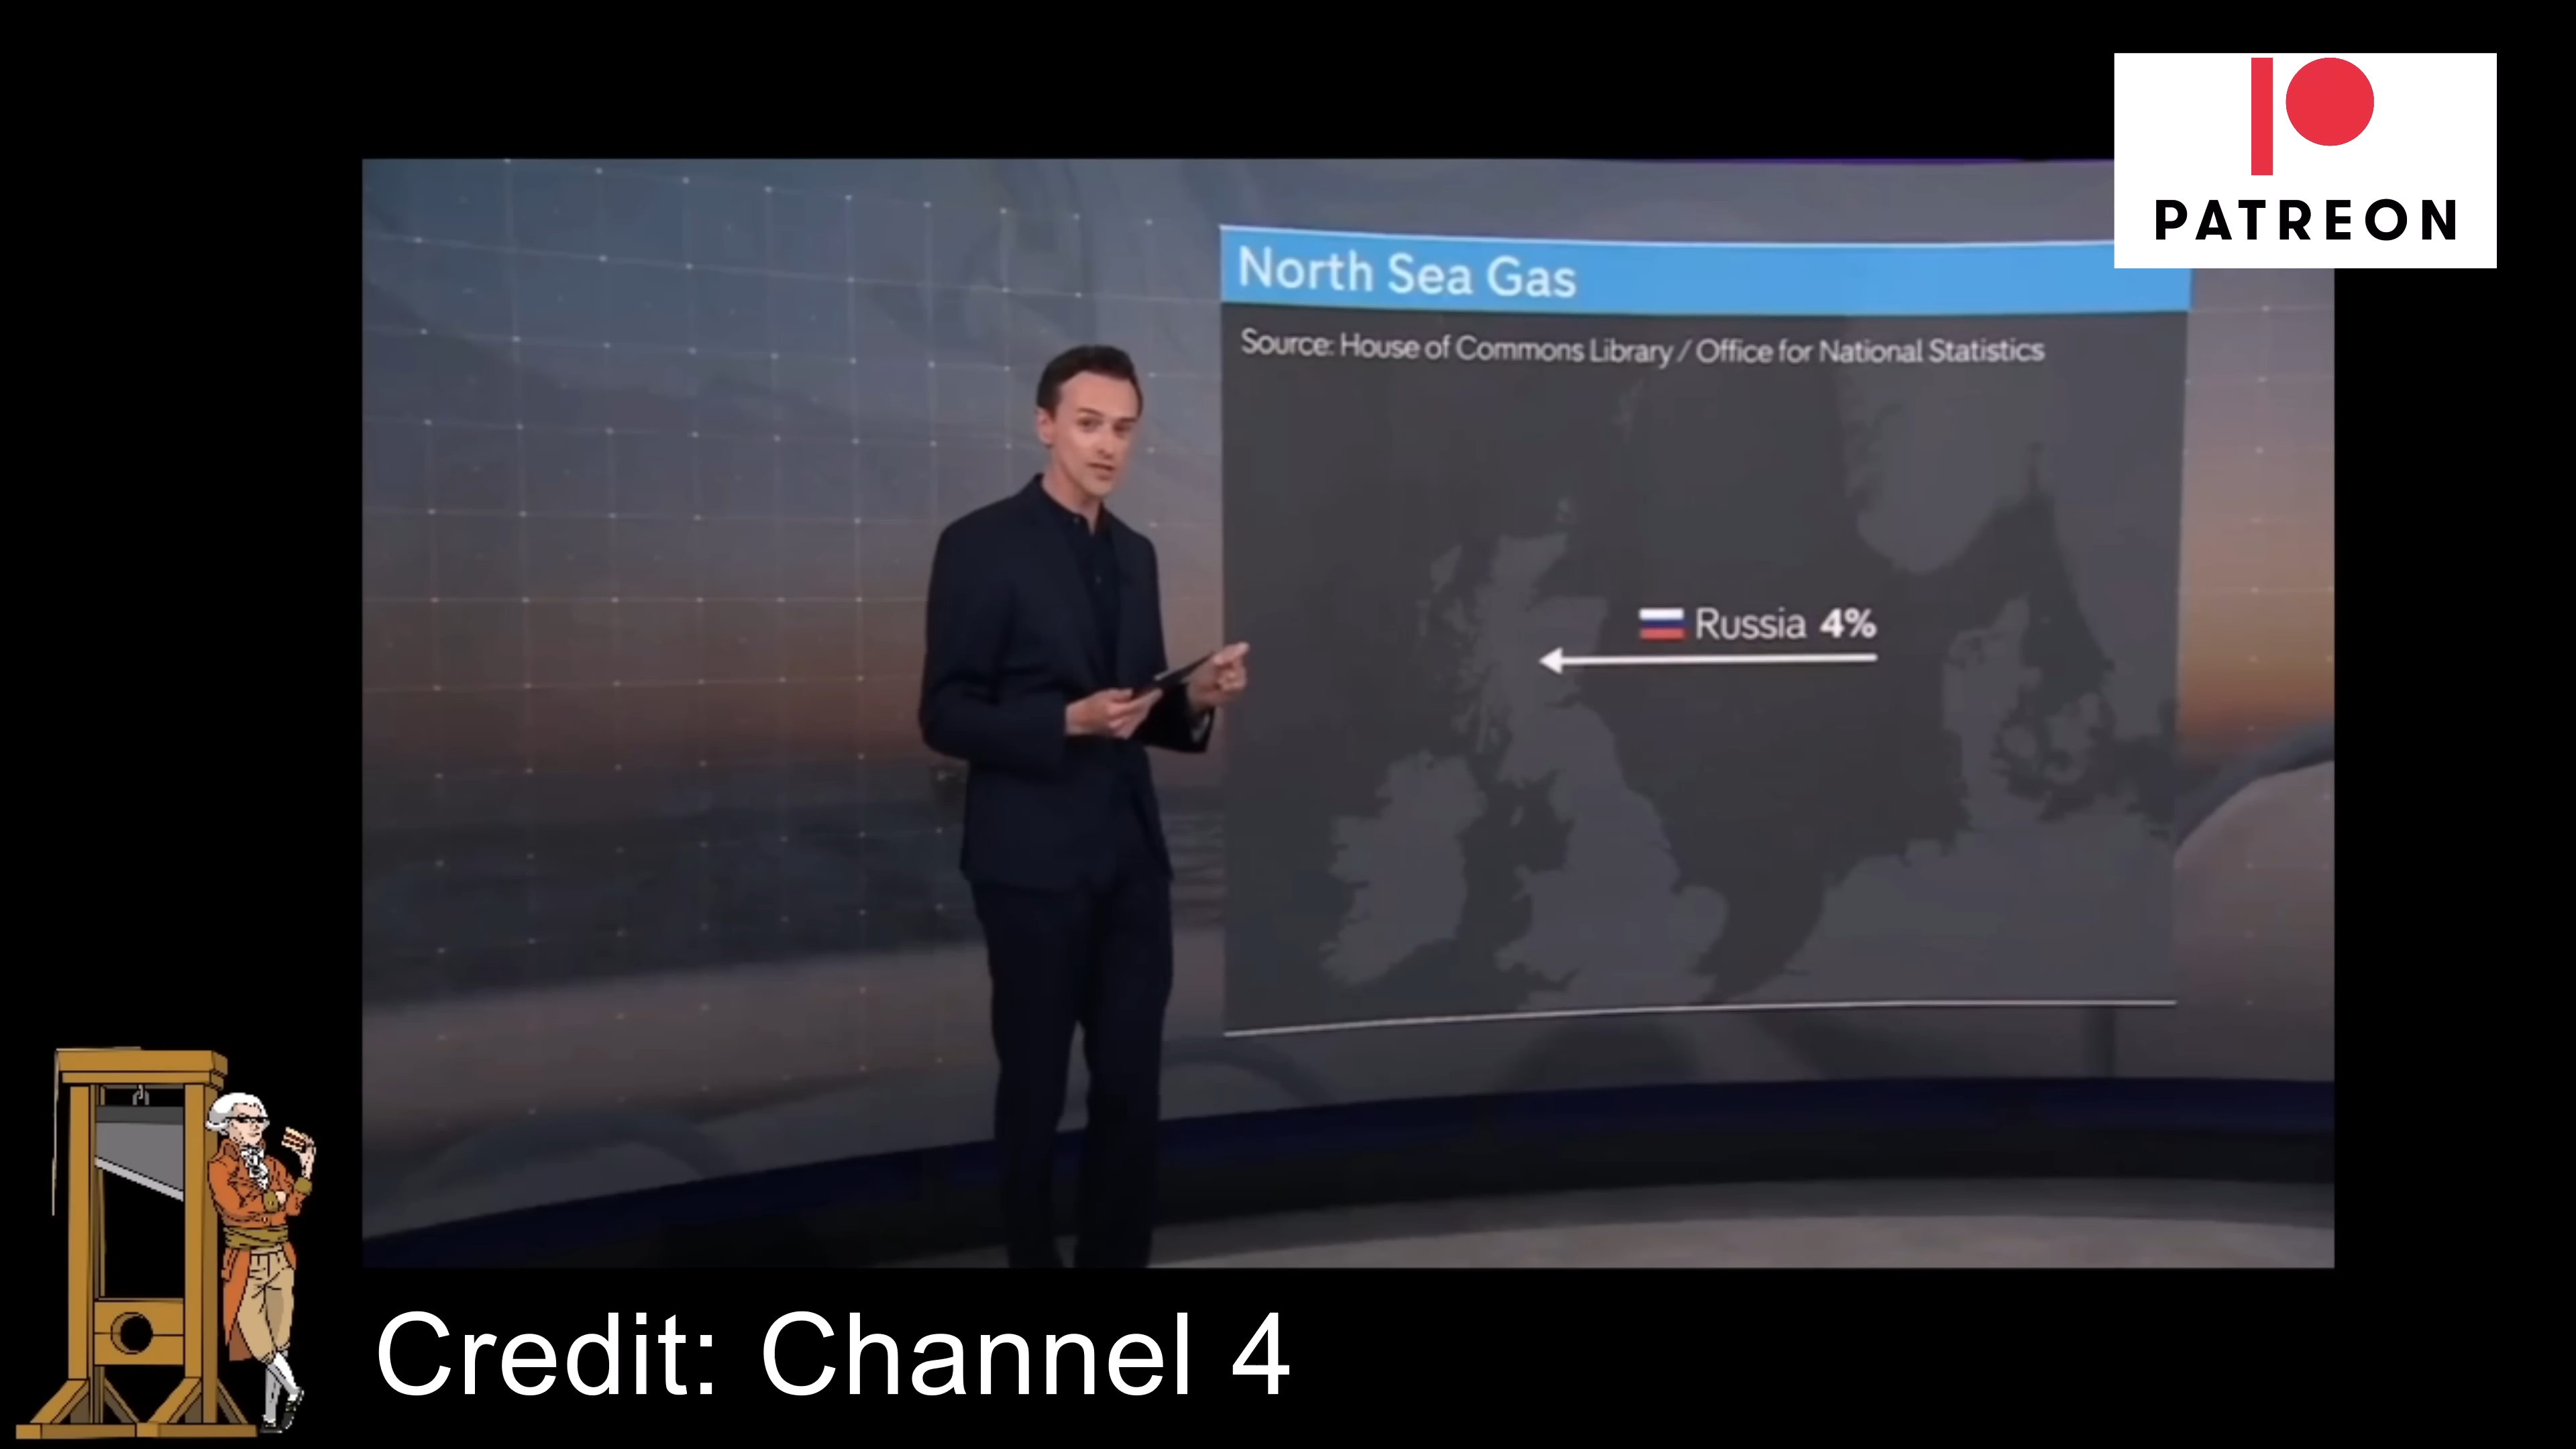 PATREON
North Sea Gas
Source: House of Commons Library / Office for National Statistics
Russia 4%
Credit: Channel 4